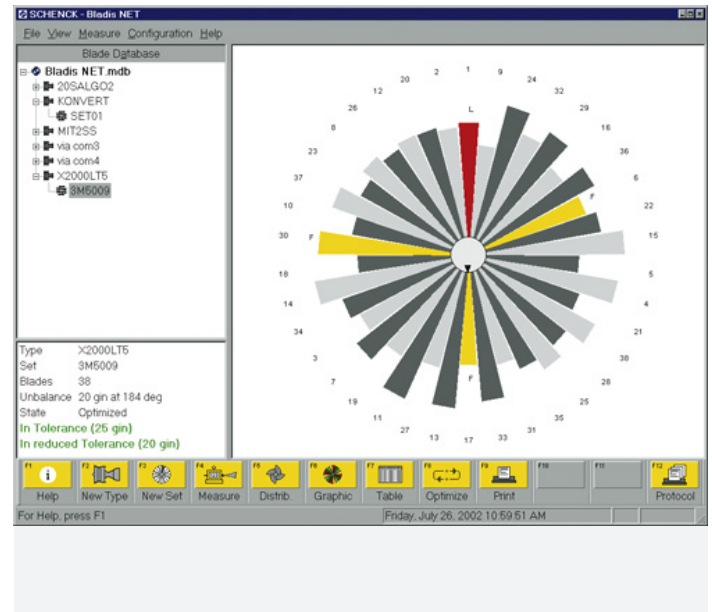 SCHENCK - Bladis NET
File View Measure Configuration Help
Blade Database
Bladis NET.mdb
20SALGO2
KONVERT
SET01
MIT2SS
via com3
via com4
X2000LT5
3M5009
Type X2000LT5
Set 3M5009
Blades 38
Unbalance 20 gin at 184 deg
State Optimized
In Tolerance (25 gin)
In reduced Tolerance (20 gin)
2 1 9
20 24
12 32
26 29
L
8 16
23 36
37 6
F
10 22
30 F 15
18 5
14 4
34 21
3 38
7 F 28
19 25
11 35
27 31
13 17 33
F1 F2 F3 F4 F5 F6 F7 F8 F9 F10 F11 F12
Help New Type New Set Measure Distrib. Graphic Table Optimize Print Protocol
For Help, press F1 Friday, July 26, 2002 10:59:51 AM